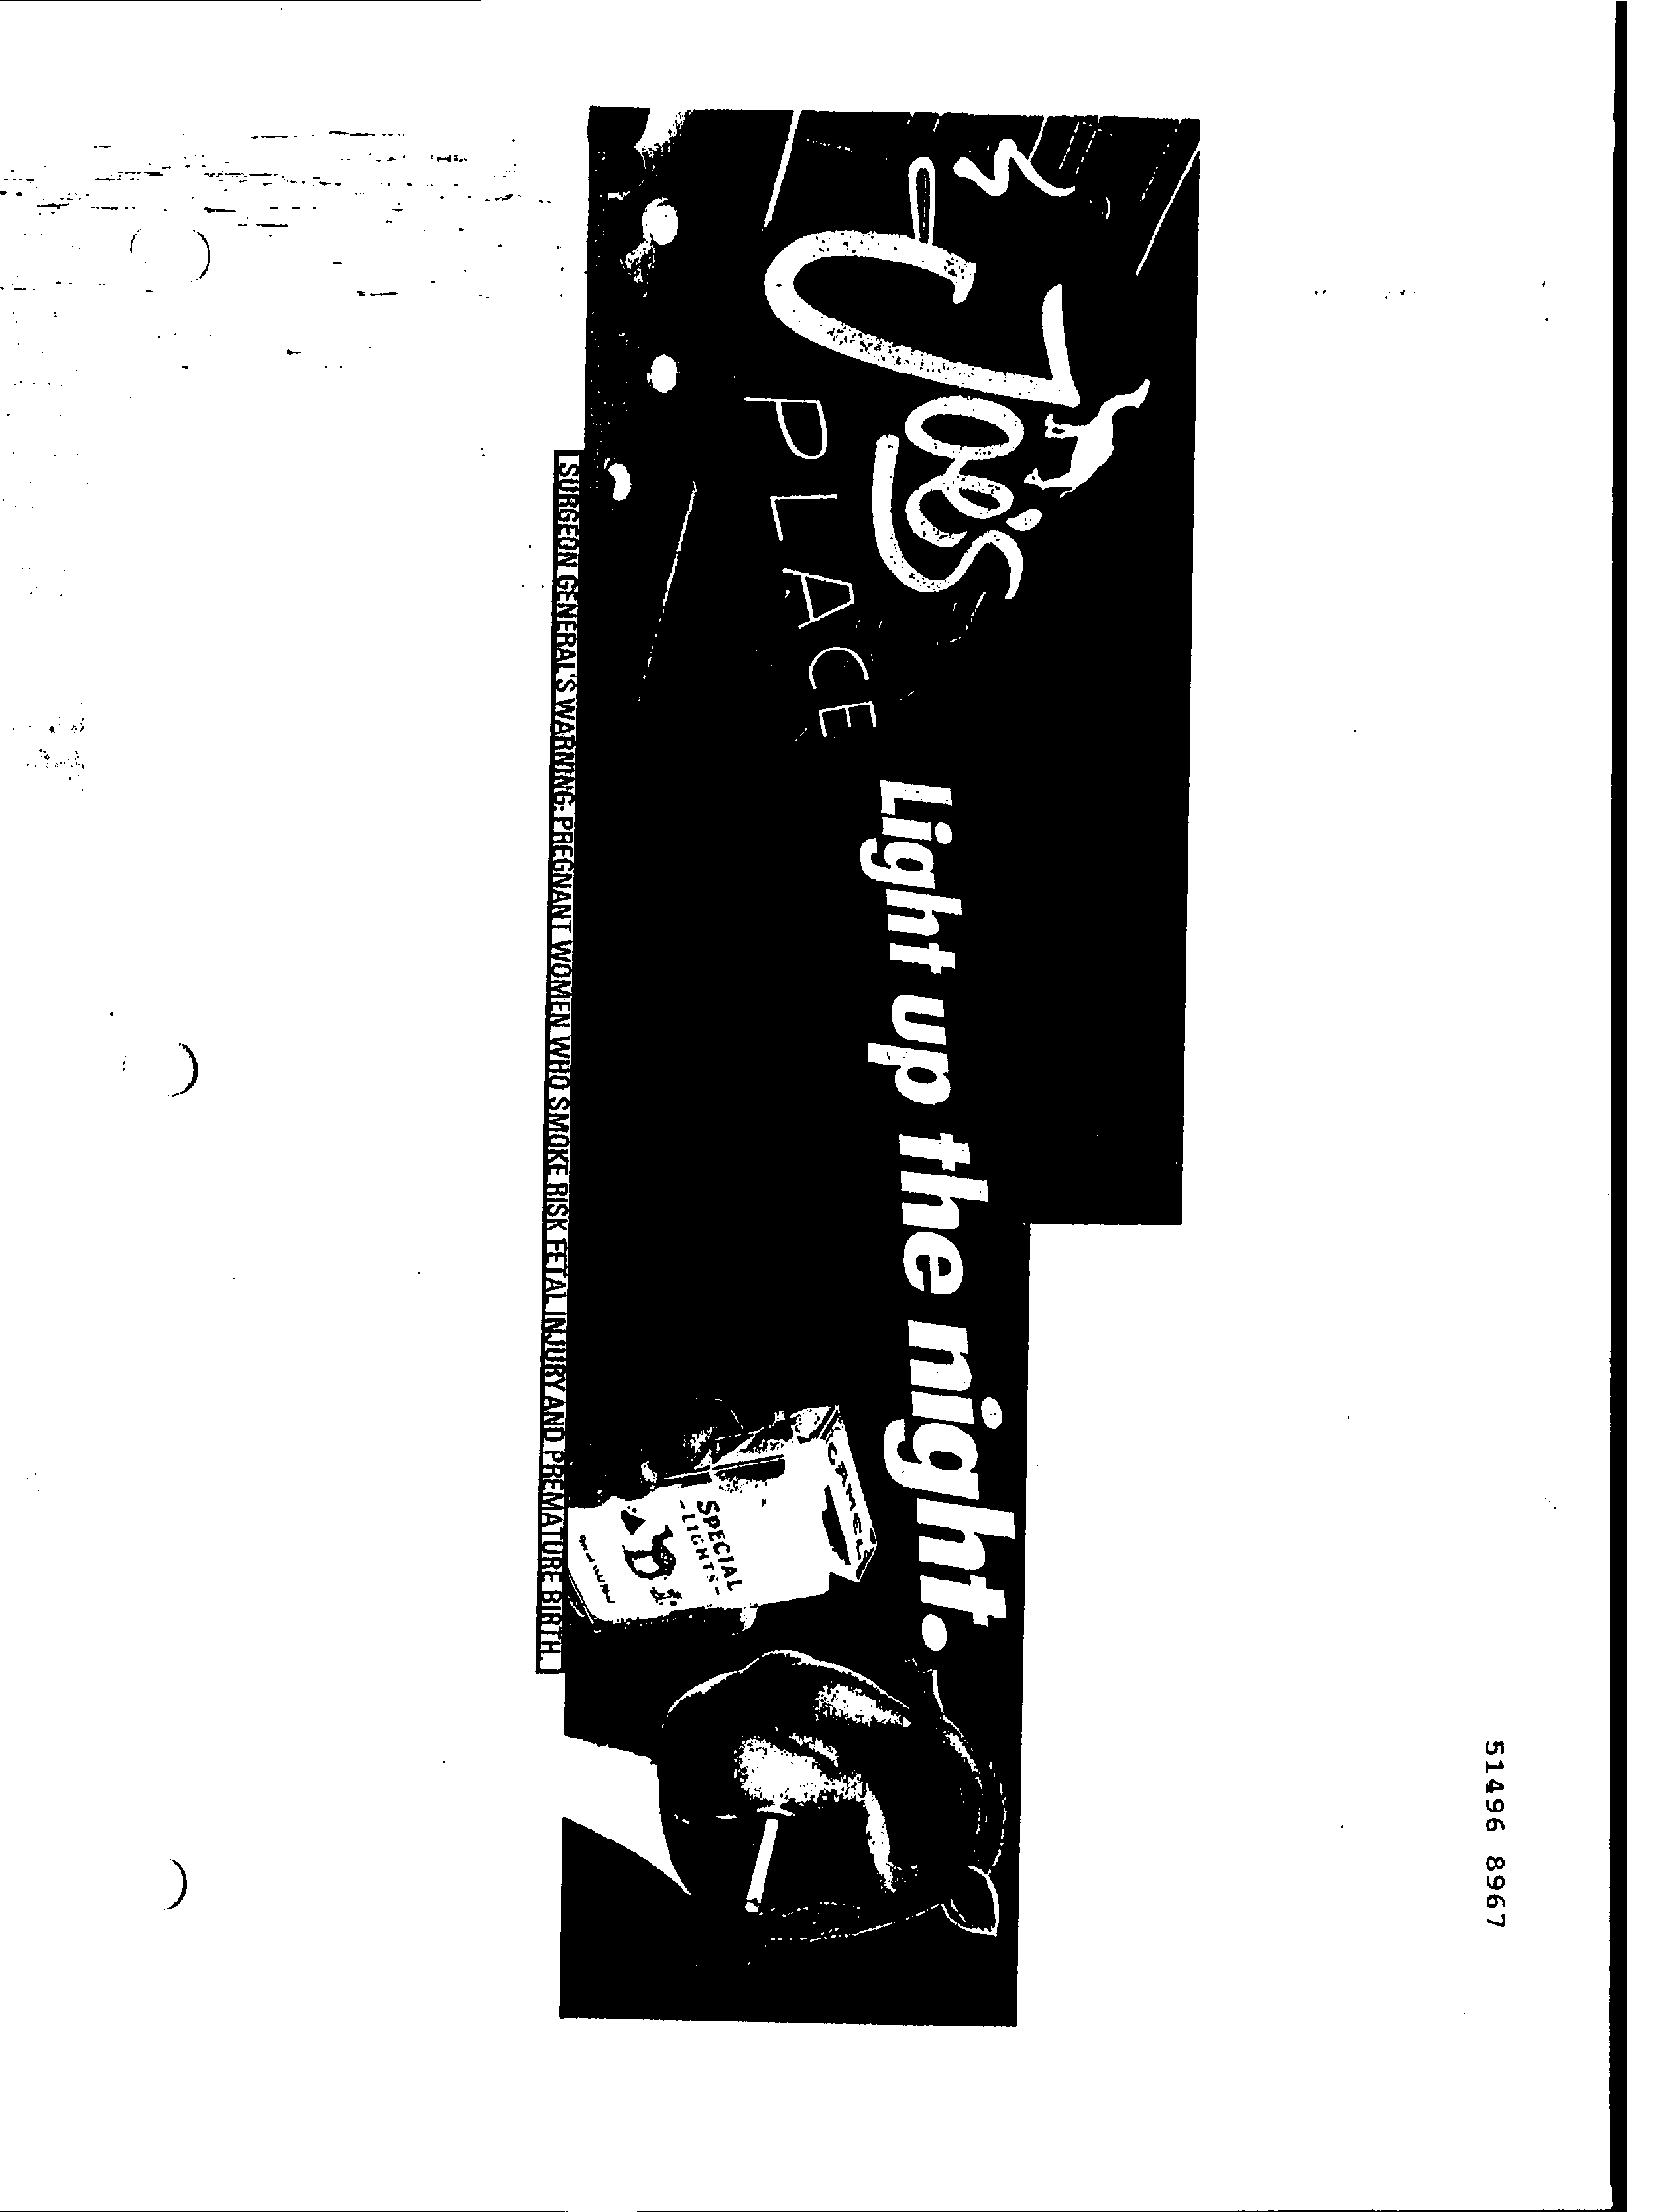 Joe's
PLACE
Light up the night.
CAMEL
SPECIAL
-LIGHTS-
SURGEON GENERAL'S WARNING: PREGNANT WOMEN WHO SMOKE RISK FETAL INJURY AND PREMATURE BIRTH.
51496 8967